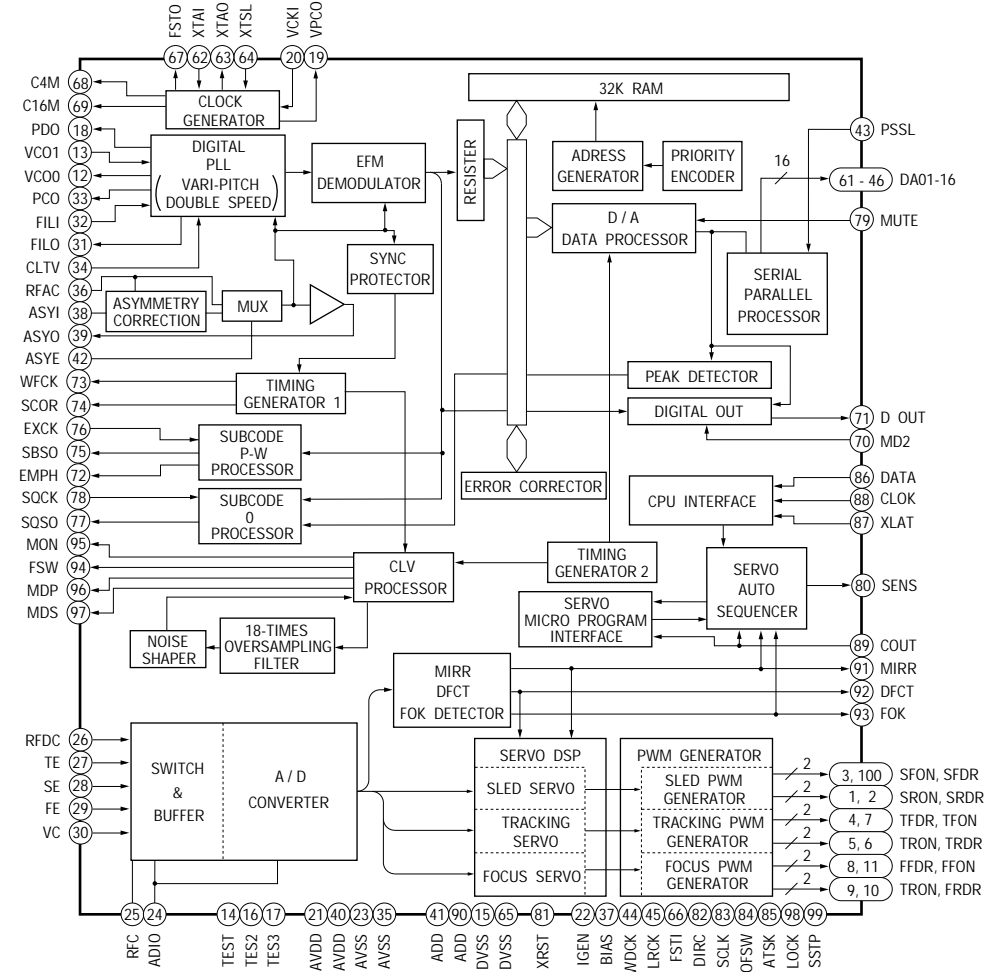 FSTO
XTAI
XTAO
XTSL
VCKI
VPCO
67
62
63
64
20
19
C4M 68
C16M 69
PDO 18
VCO1 13
VCO0 12
PCO 33
FILI 32
FILO 31
CLTV 34
RFAC 36
ASYI 38
ASYO 39
ASYE 42
WFCK 73
SCOR 74
EXCK 76
SBSO 75
EMPH 72
SQCK 78
SQSO 77
MON 95
FSW 94
MDP 96
MDS 97
RFDC 26
TE 27
SE 28
FE 29
VC 30
CLOCK
GENERATOR
DIGITAL
PLL
( VARI-PITCH
DOUBLE SPEED )
EFM
DEMODULATOR
SYNC
PROTECTOR
ASYMMETRY
CORRECTION
MUX
TIMING
GENERATOR 1
SUBCODE
P-W
PROCESSOR
SUBCODE
0
PROCESSOR
CLV
PROCESSOR
NOISE
SHAPER
18-TIMES
OVERSAMPLING
FILTER
RESISTER
32K RAM
ADRESS
GENERATOR
PRIORITY
ENCODER
D / A
DATA PROCESSOR
16
SERIAL
PARALLEL
PROCESSOR
PEAK DETECTOR
DIGITAL OUT
ERROR CORRECTOR
CPU INTERFACE
TIMING
GENERATOR 2
SERVO
AUTO
SEQUENCER
SERVO
MICRO PROGRAM
INTERFACE
MIRR
DFCT
FOK DETECTOR
SWITCH
&
BUFFER
A / D
CONVERTER
SERVO DSP
SLED SERVO
TRACKING
SERVO
FOCUS SERVO
PWM GENERATOR
SLED PWM
GENERATOR
TRACKING PWM
GENERATOR
FOCUS PWM
GENERATOR
43 PSSL
61 - 46 DA01-16
79 MUTE
71 D OUT
70 MD2
86 DATA
88 CLOK
87 XLAT
80 SENS
89 COUT
91 MIRR
92 DFCT
93 FOK
2 3, 100 SFON, SFDR
2 1, 2 SRON, SRDR
2 4, 7 TFDR, TFON
2 5, 6 TRON, TRDR
2 8, 11 FFDR, FFON
2 9, 10 TRON, FRDR
25
24
14
16
17
21
40
23
35
41
90
15
65
81
22
37
44
45
66
82
83
84
85
98
99
RFC
ADIO
TEST
TES2
TES3
AVDD
AVDD
AVSS
AVSS
ADD
ADD
DVSS
DVSS
XRST
IGEN
BIAS
WDCK
LRCK
FSTI
DIRC
SCLK
DFSW
ATSK
LOCK
SSTP